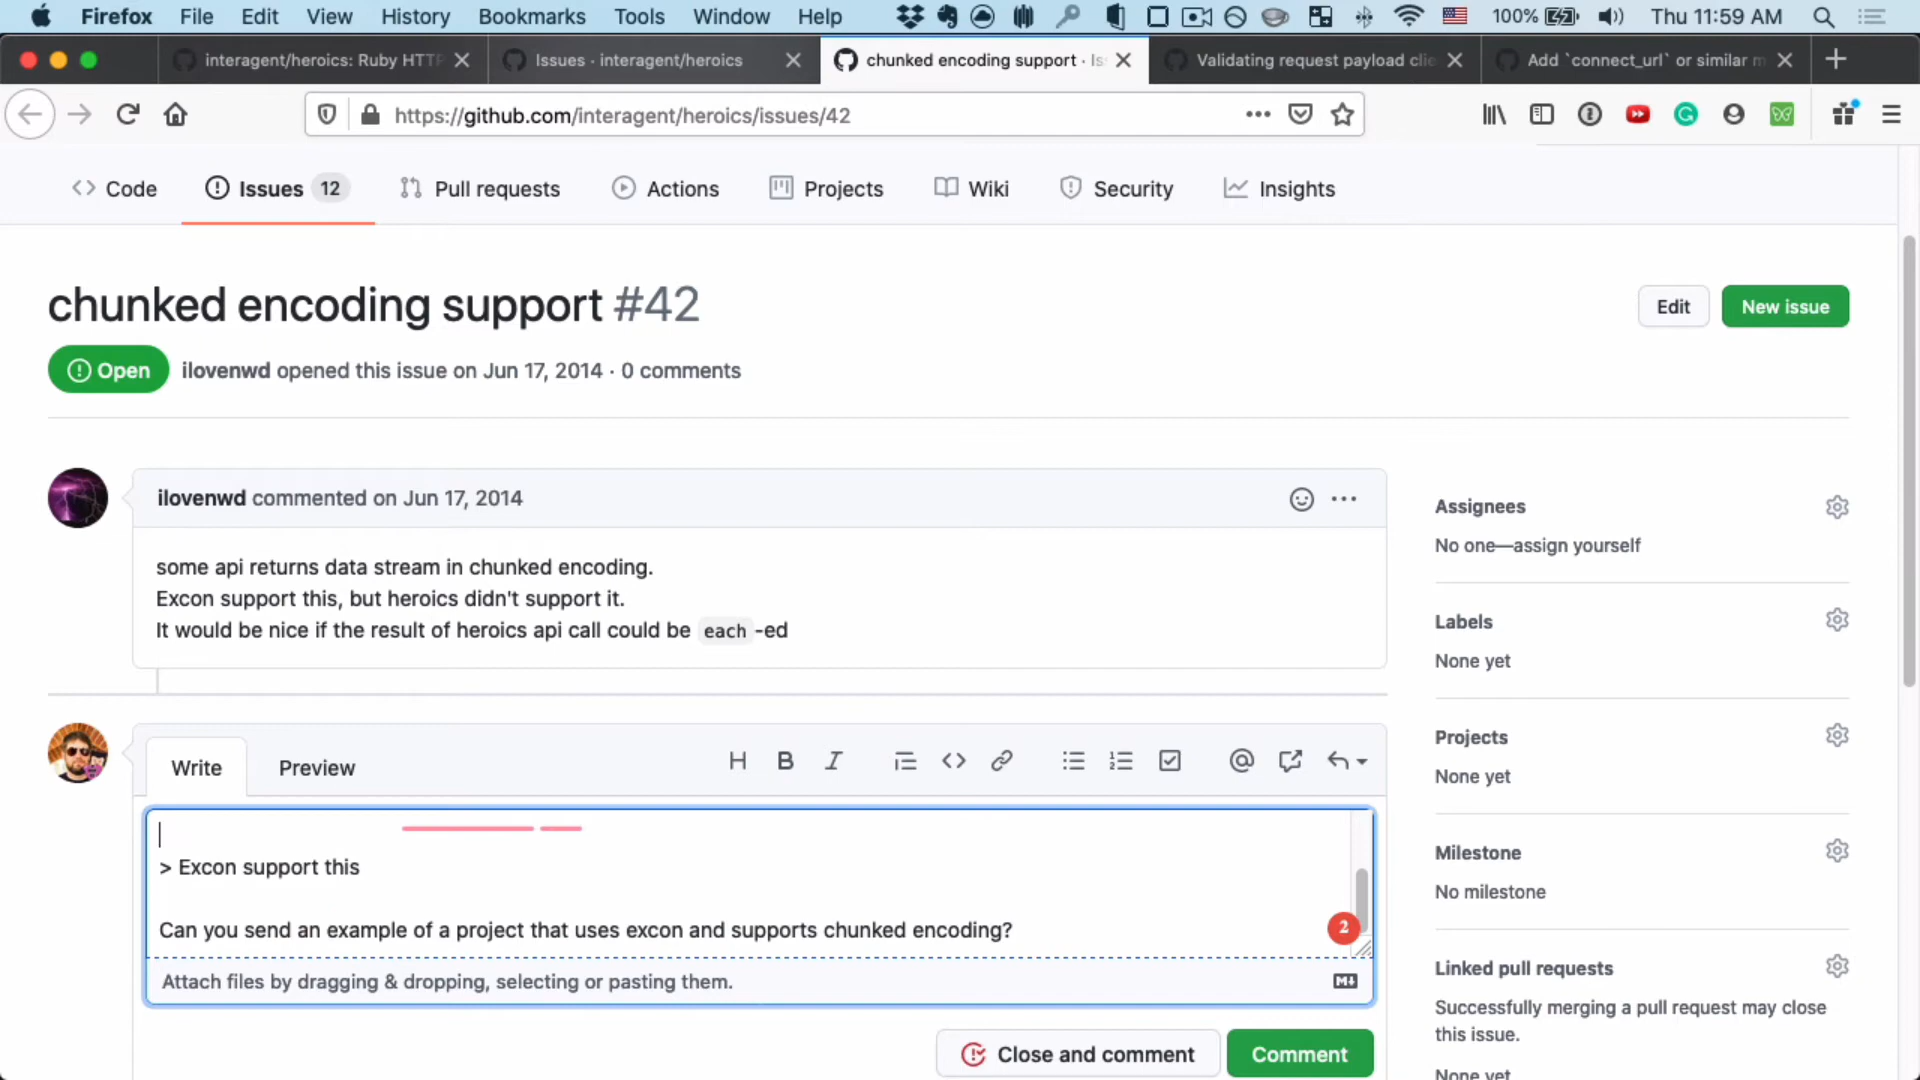 Firefox File Edit View History Bookmarks Tools Window Help 100% Thu 11:59 AM
interagent/heroics: Ruby HTTP
Issues · interagent/heroics
chunked encoding support · Is
Validating request payload clie
Add `connect_url` or similar m
https://github.com/interagent/heroics/issues/42
Code
Issues 12
Pull requests
Actions
Projects
Wiki
Security
Insights
chunked encoding support #42
Edit
New issue
Open
ilovenwd opened this issue on Jun 17, 2014 · 0 comments
ilovenwd commented on Jun 17, 2014
some api returns data stream in chunked encoding.
Excon support this, but heroics didn't support it.
It would be nice if the result of heroics api call could be each -ed
Write
Preview
H B I
> Excon support this
Can you send an example of a project that uses excon and supports chunked encoding?
2
Attach files by dragging & dropping, selecting or pasting them.
Close and comment
Comment
Assignees
No one—assign yourself
Labels
None yet
Projects
None yet
Milestone
No milestone
Linked pull requests
Successfully merging a pull request may close
this issue.
None yet